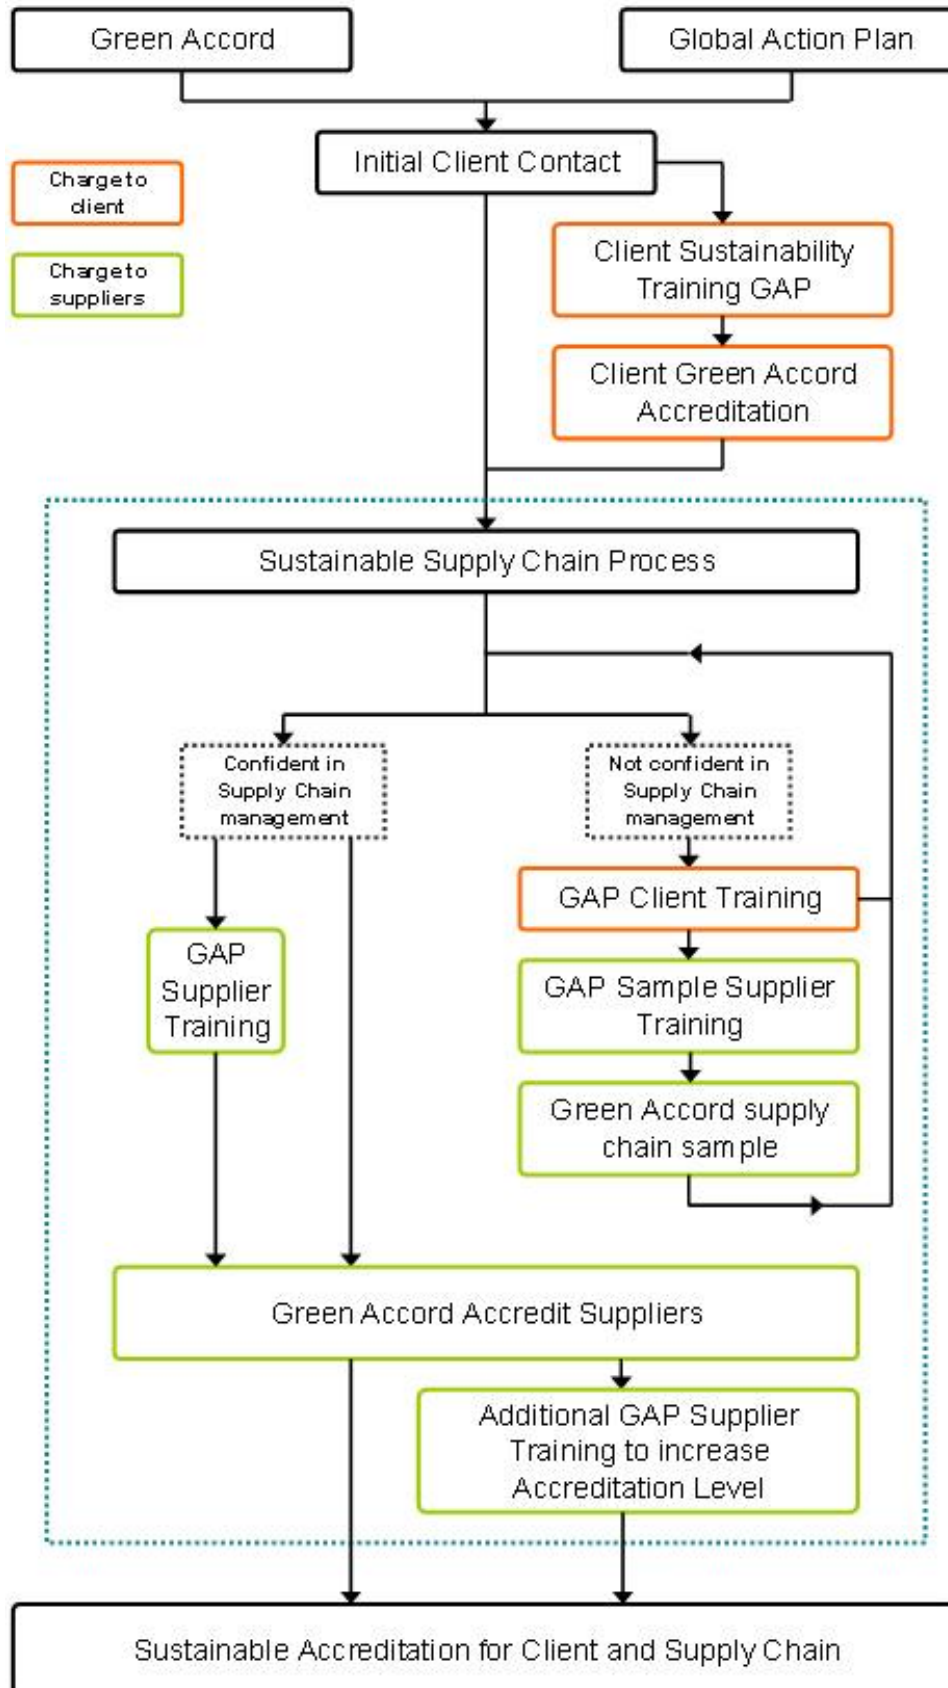 Green Accord
Global Action Plan
Initial Client Contact
Charge to
client
Charge to
suppliers
Client Sustainability
Training GAP
Client Green Accord
Accreditation
Sustainable Supply Chain Process
Confident in
Supply Chain
management
Not confident in
Supply Chain
management
GAP Client Training
GAP
Supplier
Training
GAP Sample Supplier
Training
Green Accord supply
chain sample
Green Accord Accredit Suppliers
Additional GAP Supplier
Training to increase
Accreditation Level
Sustainable Accreditation for Client and Supply Chain